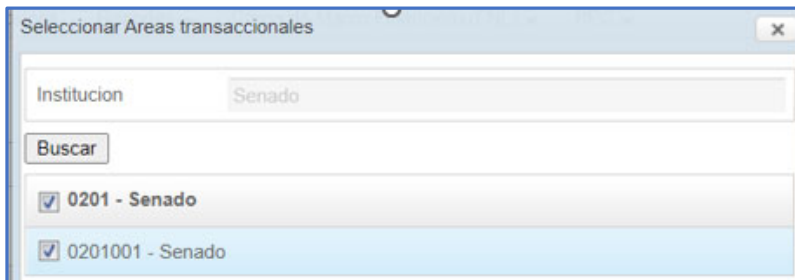 Seleccionar Areas transaccionales
Institucion Senado
Buscar
0201 - Senado
0201001 - Senado